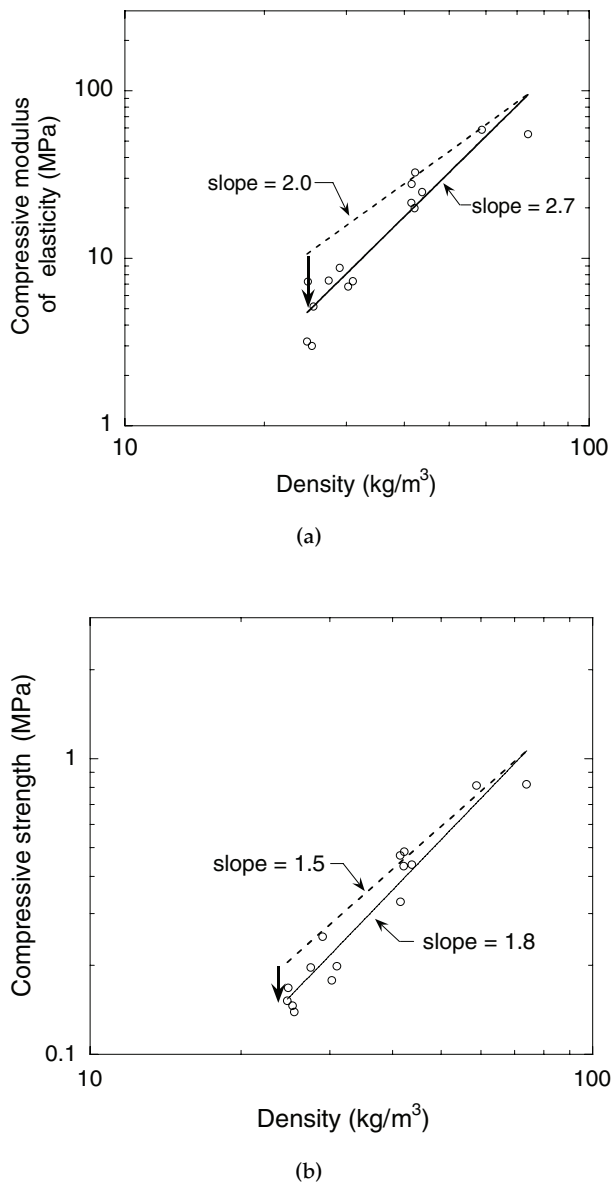 100
10
1
Compressive modulus
of elasticity (MPa)
slope = 2.0
slope = 2.7
10
100
Density (kg/m³)
(a)
1
0.1
Compressive strength (MPa)
slope = 1.5
slope = 1.8
10
100
Density (kg/m³)
(b)